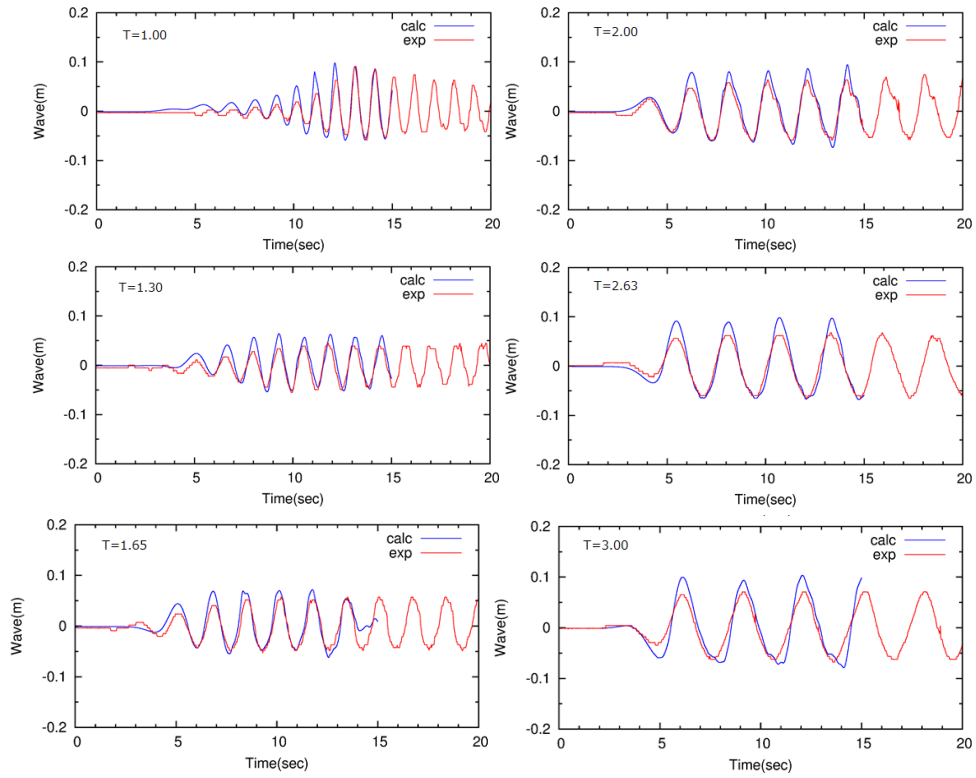 0.2
T=1.00
calc
exp
0.1
Wave(m)
0
-0.1
-0.2
0 5 10 15 20
Time(sec)
0.2
T=2.00
calc
exp
0.1
Wave(m)
0
-0.1
-0.2
0 5 10 15 20
Time(sec)
0.2
T=1.30
calc
exp
0.1
Wave(m)
0
-0.1
-0.2
0 5 10 15 20
Time(sec)
0.2
T=2.63
calc
exp
0.1
Wave(m)
0
-0.1
-0.2
0 5 10 15 20
Time(sec)
0.2
T=1.65
calc
exp
0.1
Wave(m)
0
-0.1
-0.2
0 5 10 15 20
Time(sec)
0.2
T=3.00
calc
exp
0.1
Wave(m)
0
-0.1
-0.2
0 5 10 15 20
Time(sec)